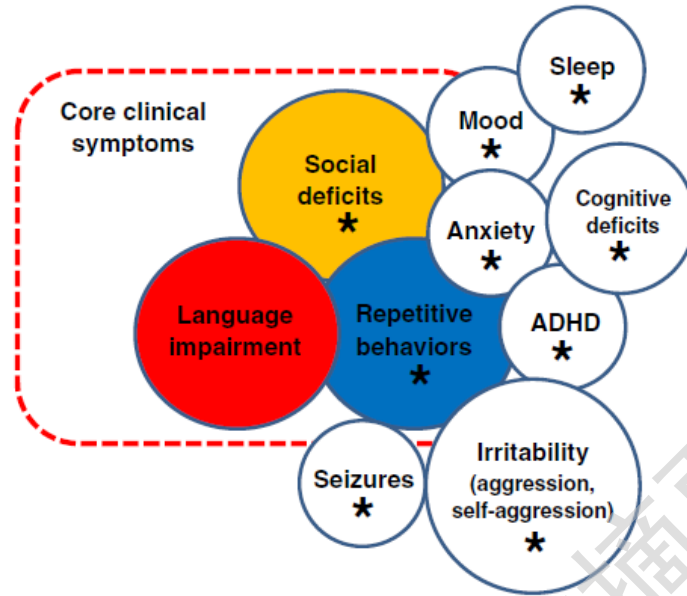 Core clinical
symptoms
Social
deficits
*
Language
impairment
Repetitive
behaviors
*
Mood
*
Sleep
*
Anxiety
*
Cognitive
deficits
*
ADHD
*
Seizures
*
Irritability
(aggression,
self-aggression)
*